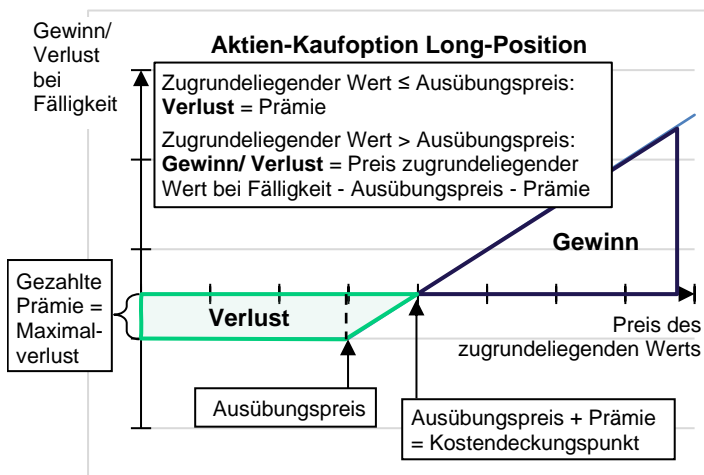 Gewinn/
Verlust
bei
Fälligkeit
Aktien-Kaufoption Long-Position
Zugrundeliegender Wert ≤ Ausübungspreis:
Verlust = Prämie
Zugrundeliegender Wert > Ausübungspreis:
Gewinn/ Verlust = Preis zugrundeliegender
Wert bei Fälligkeit - Ausübungspreis - Prämie
Gewinn
Gezahlte
Prämie =
Maximal-
verlust
Verlust
Preis des
zugrundeliegenden Werts
Ausübungspreis
Ausübungspreis + Prämie
= Kostendeckungspunkt